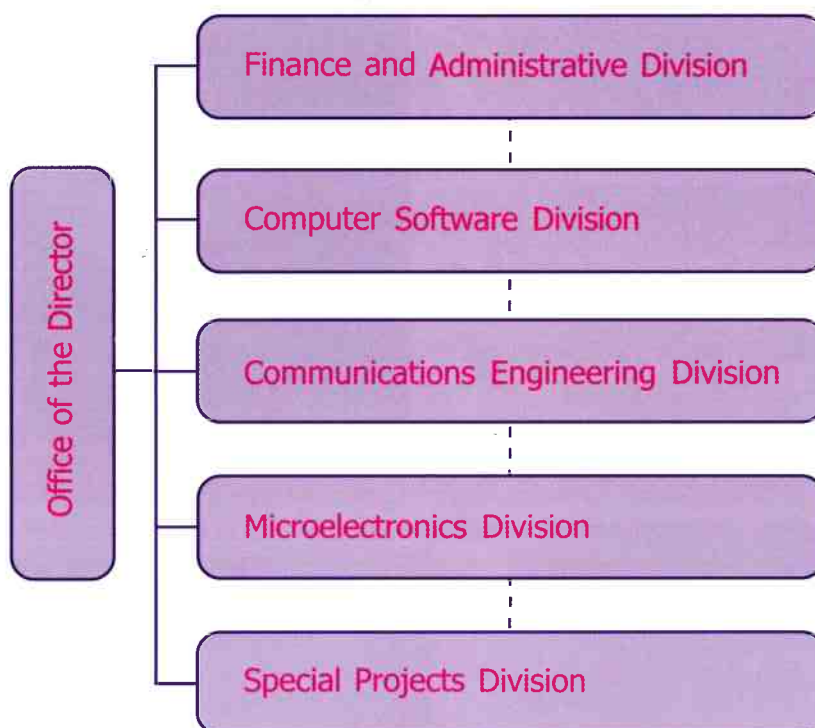 Finance and Administrative Division
Computer Software Division
Office of the Director
Communications Engineering Division
Microelectronics Division
Special Projects Division